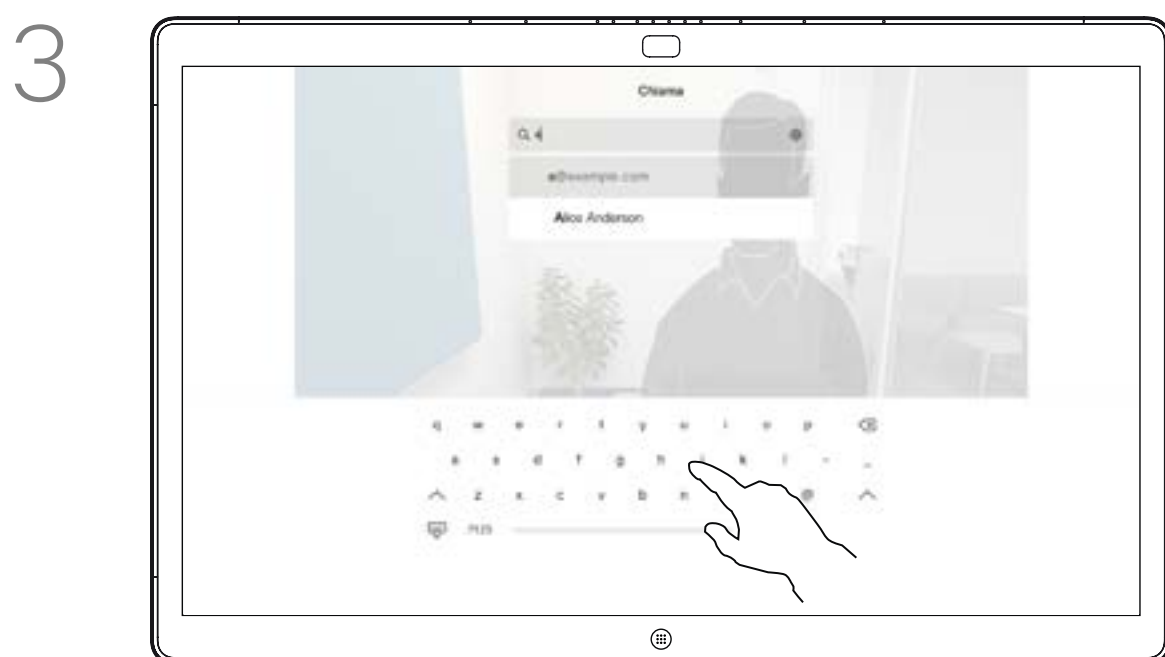 3
Chiama
a
a@example.com
Alice Anderson
q w e r t y u i o p
a s d f g h j k l - _
z x c v b n @
?123